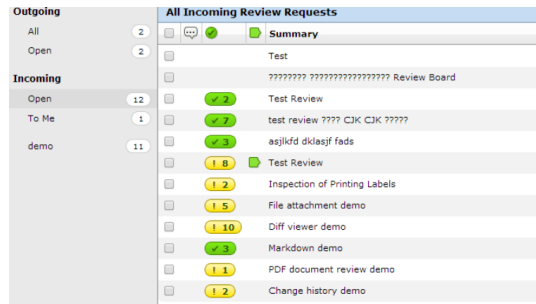 Outgoing
All 2
Open 2
Incoming
Open 12
To Me 1
demo 11
All Incoming Review Requests
Summary
Test
???????? ????????????????? Review Board
✓ 2 Test Review
✓ 7 test review ???? CJK CJK ?????
✓ 3 asjlkfd dklasjf fads
! 8 Test Review
! 2 Inspection of Printing Labels
! 5 File attachment demo
! 10 Diff viewer demo
✓ 3 Markdown demo
! 1 PDF document review demo
! 2 Change history demo